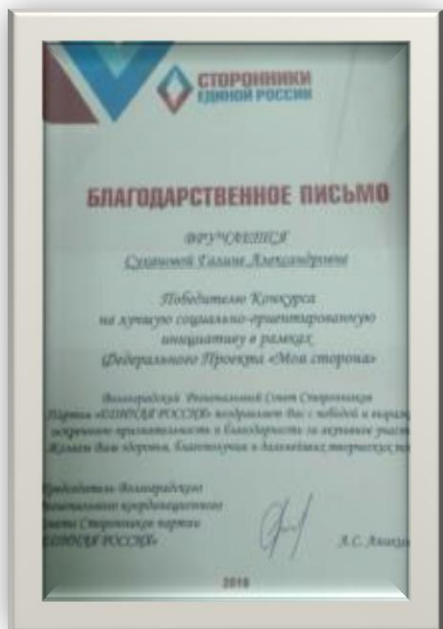 СТОРОННИКИ
ЕДИНОЙ РОССИИ
БЛАГОДАРСТВЕННОЕ ПИСЬМО
ВРУЧАЕТСЯ
Сухановой Галине Александровне
Победителю Конкурса
на лучшую социально-ориентированную
инициативу в рамках
Федерального Проекта «Моя сторона»
Волгоградский Региональный Совет Сторонников
Партии «ЕДИНАЯ РОССИЯ» поздравляет Вас с победой и
искреннюю признательность и благодарность за активное
Желаем Вам здоровья, благополучия и дальнейших творческих
Председатель Волгоградского
Регионального координационного
Совета Сторонников партии
«ЕДИНАЯ РОССИЯ»
А.С.
2018